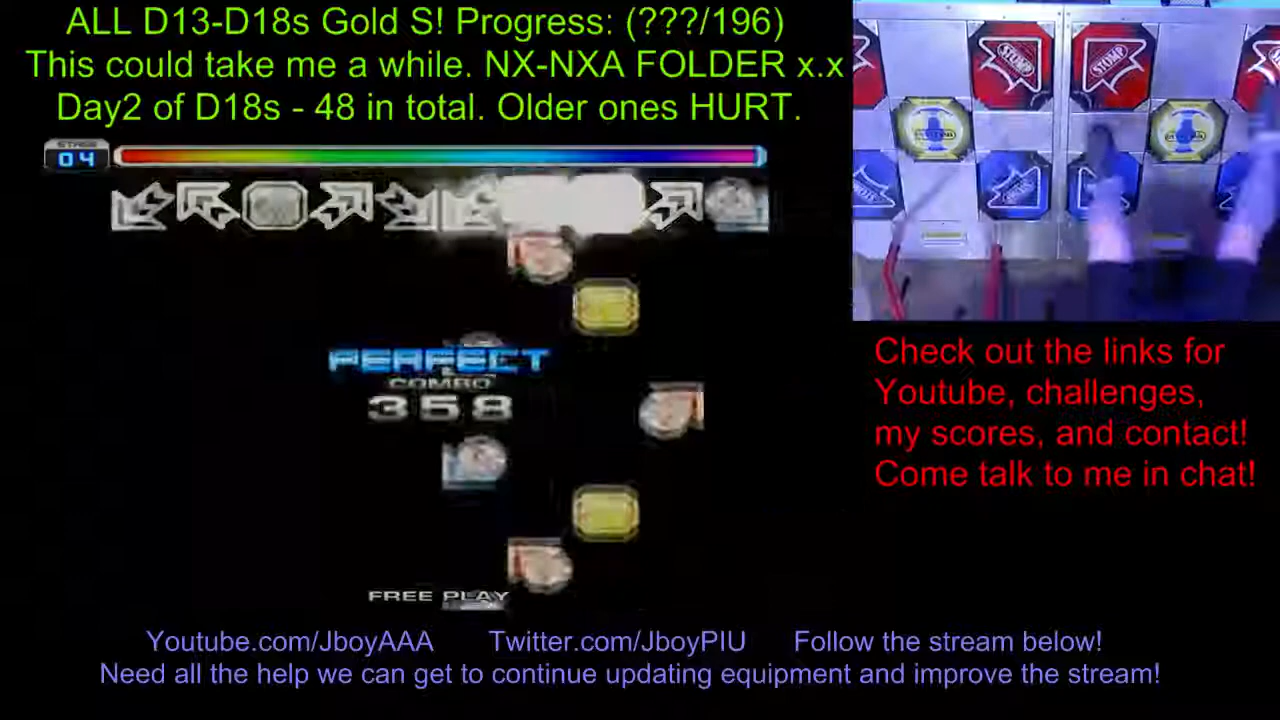 ALL D13-D18s Gold S! Progress: (???/196)
This could take me a while. NX-NXA FOLDER x.x
Day2 of D18s - 48 in total. Older ones HURT.
STAGE
04
STOMP
STOMP
PERFECT
COMBO
358
Check out the links for
Youtube, challenges,
my scores, and contact!
Come talk to me in chat!
FREE PLAY
Youtube.com/JboyAAA Twitter.com/JboyPIU Follow the stream below!
Need all the help we can get to continue updating equipment and improve the stream!